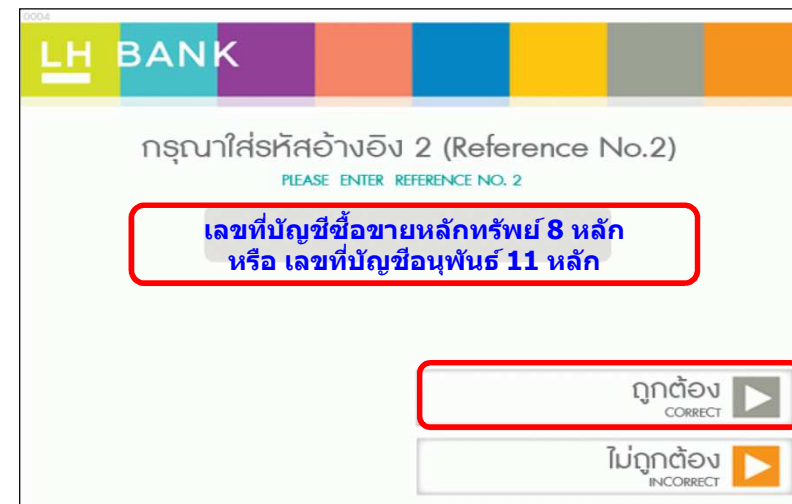 0004
LH BANK
กรุณาใส่รหัสอ้างอิง 2 (Reference No.2)
PLEASE ENTER REFERENCE NO. 2
เลขที่บัญชีซื้อขายหลักทรัพย์ 8 หลัก
หรือ เลขที่บัญชีอนุพันธ์ 11 หลัก
ถูกต้อง
CORRECT
ไม่ถูกต้อง
INCORRECT